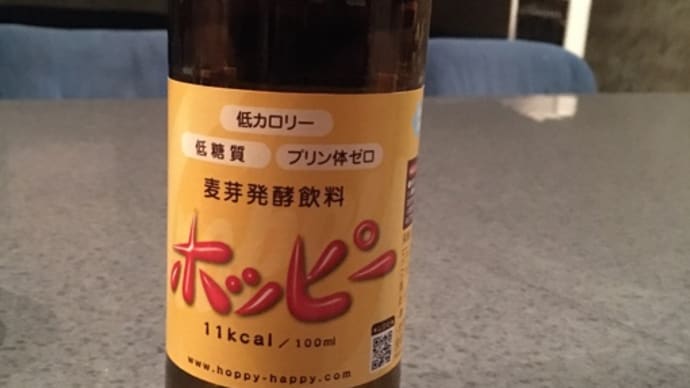 低カロリー
低糖質 プリン体ゼロ
麦芽発酵飲料
ホッピー
11kcal／100ml
www.hoppy-happy.com